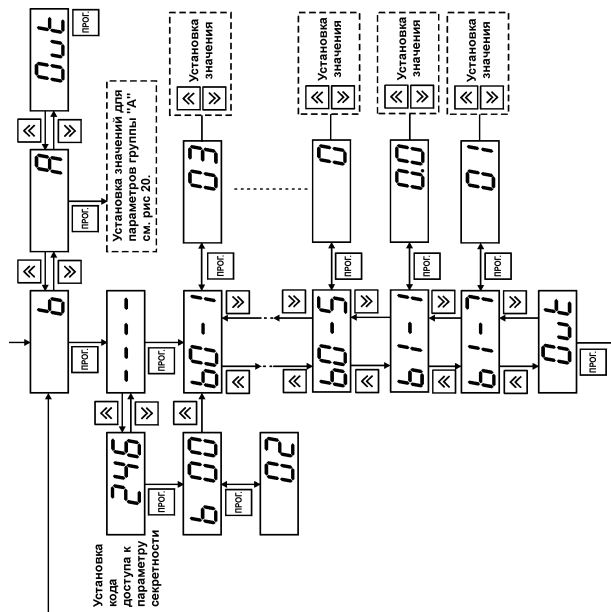 b
A
Out
ПРОГ.
ПРОГ.
ПРОГ.
Установка
кода
доступа к
параметру
секретности
246
----
Установка значений для
параметров группы "А"
см. рис 20.
ПРОГ.
ПРОГ.
b 00
b0-1
ПРОГ.
03
Установка
значения
ПРОГ.
02
b0-5
ПРОГ.
0
Установка
значения
b1-1
ПРОГ.
0.0
Установка
значения
b1-7
ПРОГ.
01
Установка
значения
Out
ПРОГ.